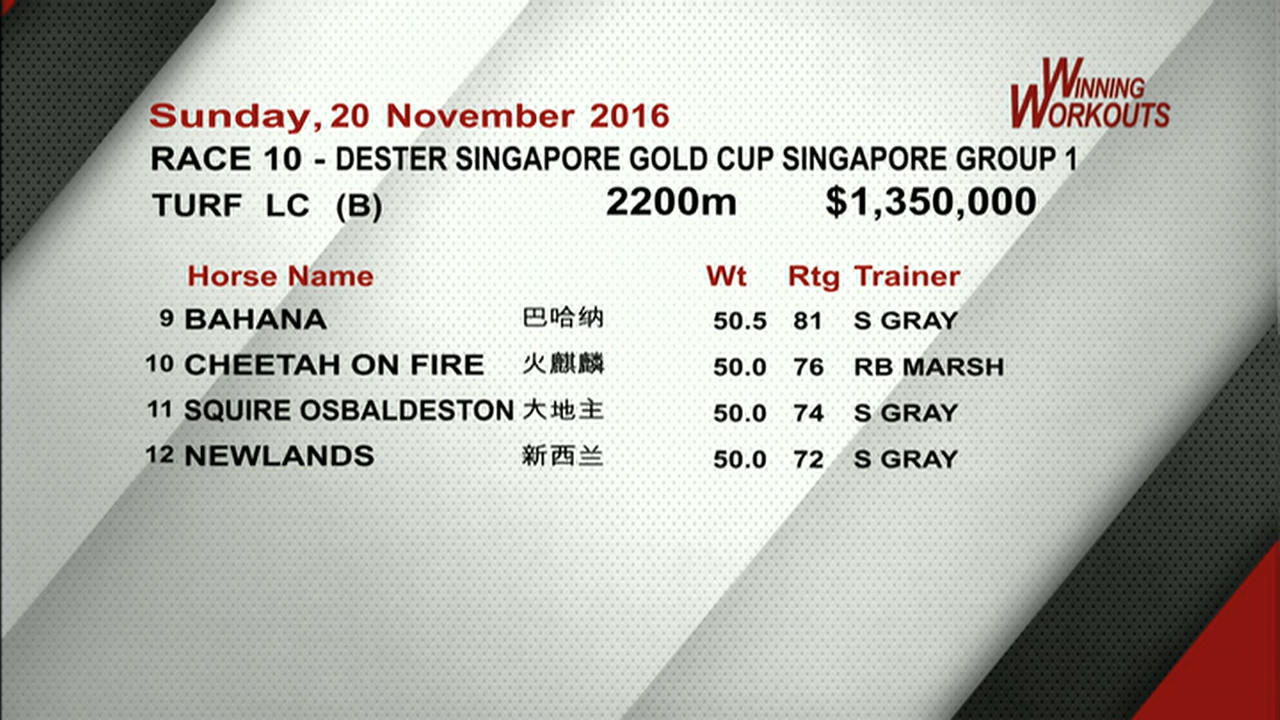 WINNING
WORKOUTS
Sunday, 20 November 2016
RACE 10 - DESTER SINGAPORE GOLD CUP SINGAPORE GROUP 1
TURF LC (B) 2200m $1,350,000
Horse Name Wt Rtg Trainer
9 BAHANA 巴哈纳 50.5 81 S GRAY
10 CHEETAH ON FIRE 火麒麟 50.0 76 RB MARSH
11 SQUIRE OSBALDESTON 大地主 50.0 74 S GRAY
12 NEWLANDS 新西兰 50.0 72 S GRAY